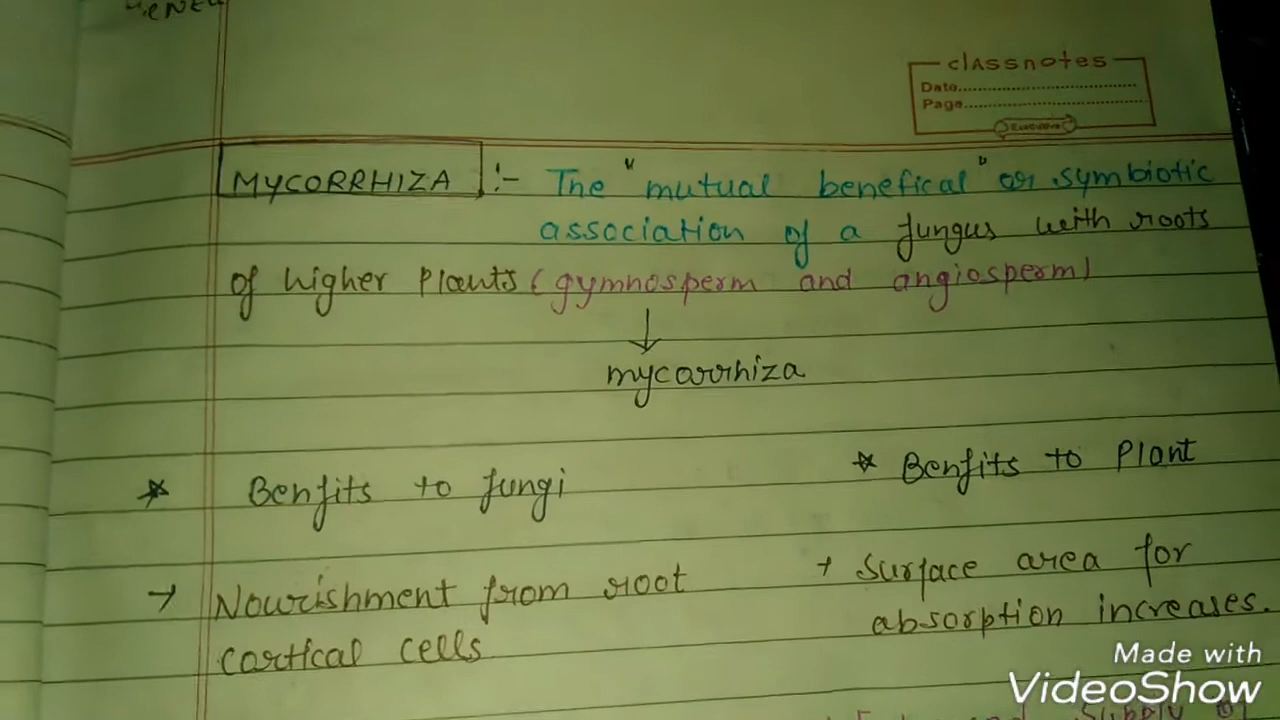 classnotes
Date
Page
Executive
MYCORRHIZA :- The "mutual benefical" or symbiotic
association of a fungus with roots
of higher plants (gymnosperm and angiosperm)
↓
mycarrhiza
* Benfits to fungi
* Benfits to Plant
→ Nourishment from root
cortical cells
→ Surface area for
absorption increases.
Made with
VideoShow